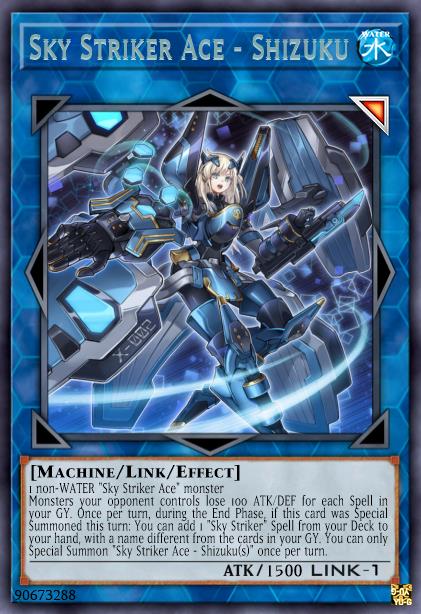 SKY STRIKER ACE - SHIZUKU
WATER
水
X-002
[MACHINE/LINK/EFFECT]
1 non-WATER "Sky Striker Ace" monster
Monsters your opponent controls lose 100 ATK/DEF for each Spell in
your GY. Once per turn, during the End Phase, if this card was Special
Summoned this turn: You can add 1 "Sky Striker" Spell from your Deck to
your hand, with a name different from the cards in your GY. You can only
Special Summon "Sky Striker Ace - Shizuku(s)" once per turn.
ATK/1500 LINK-1
90673288